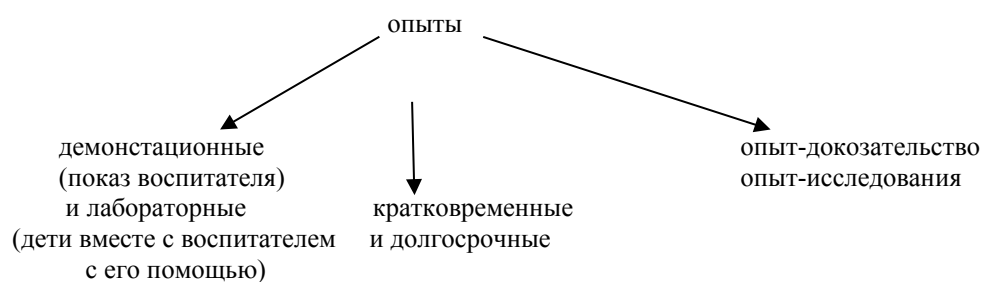 опыты
демонстационные
(показ воспитателя)
и лабораторные
(дети вместе с воспитателем
с его помощью)
кратковременные
и долгосрочные
опыт-докозательство
опыт-исследования